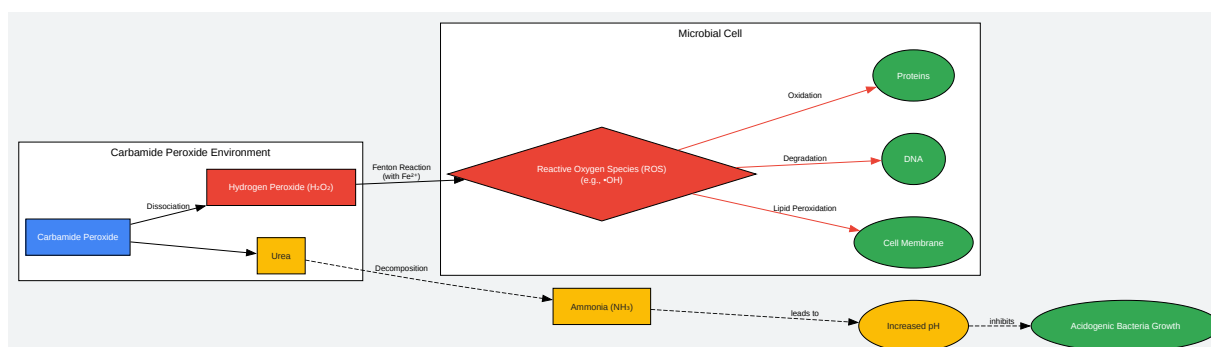 Microbial Cell
Proteins
Oxidation
Carbamide Peroxide Environment
Fenton Reaction
(with Fe²⁺)
Reactive Oxygen Species (ROS)
(e.g., •OH)
Degradation
DNA
Hydrogen Peroxide (H₂O₂)
Dissociation
Lipid Peroxidation
Carbamide Peroxide
Cell Membrane
Urea
Decomposition
Ammonia (NH₃)
leads to
Increased pH
inhibits
Acidogenic Bacteria Growth